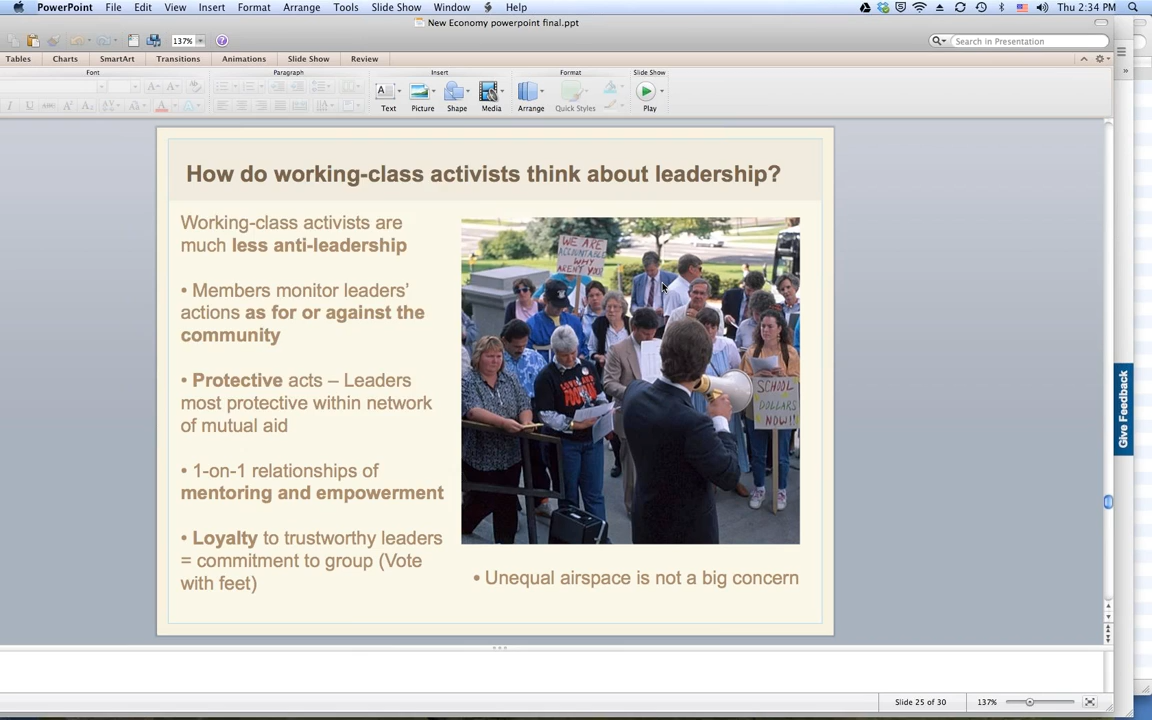 PowerPoint File Edit View Insert Format Arrange Tools Slide Show Window Help Thu 2:34 PM
New Economy powerpoint final.ppt
137% Search in Presentation
Tables Charts SmartArt Transitions Animations Slide Show Review
Font Paragraph Insert Format Slide Show
Text Picture Shape Media Arrange Quick Styles Play
How do working-class activists think about leadership?
Working-class activists are
much less anti-leadership
• Members monitor leaders'
actions as for or against the
community
• Protective acts – Leaders
most protective within network
of mutual aid
• 1-on-1 relationships of
mentoring and empowerment
• Loyalty to trustworthy leaders
= commitment to group (Vote
with feet)
WE ARE
ACCOUNTABLE
WHY
AREN'T YOU?
SCHOOL
DOLLARS
NOW!!
• Unequal airspace is not a big concern
Give Feedback
Slide 25 of 30 137%